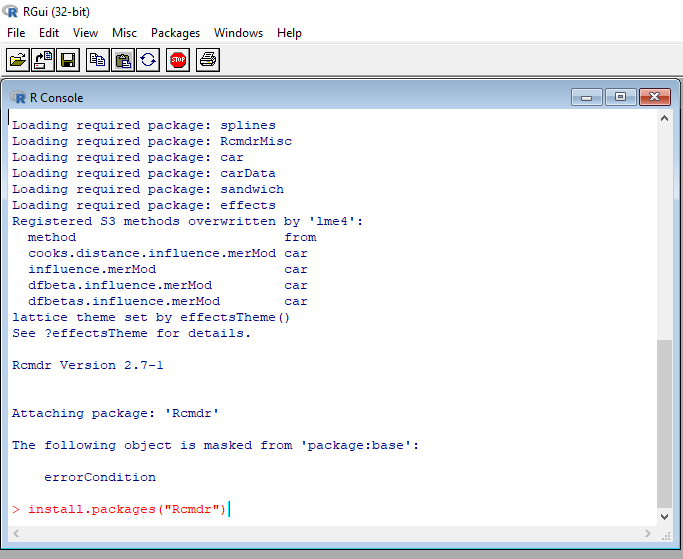 RGui (32-bit)
File Edit View Misc Packages Windows Help
STOP
R Console
Loading required package: splines
Loading required package: RcmdrMisc
Loading required package: car
Loading required package: carData
Loading required package: sandwich
Loading required package: effects
Registered S3 methods overwritten by 'lme4':
  method                          from
  cooks.distance.influence.merMod car
  influence.merMod                car
  dfbeta.influence.merMod         car
  dfbetas.influence.merMod        car
lattice theme set by effectsTheme()
See ?effectsTheme for details.
Rcmdr Version 2.7-1
Attaching package: 'Rcmdr'
The following object is masked from 'package:base':
    errorCondition
> install.packages("Rcmdr")